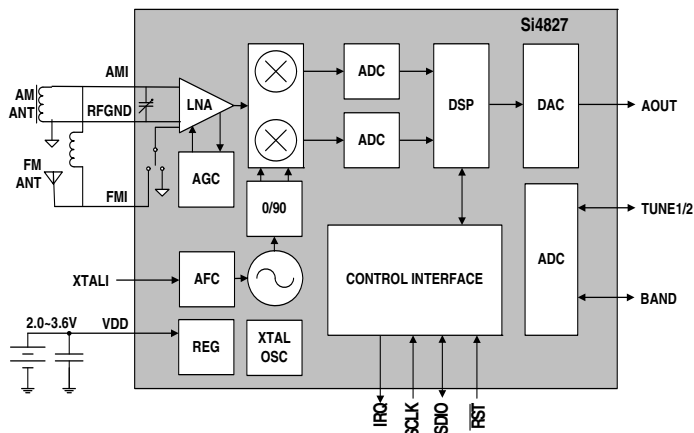 Si4827
AMI
AM
ANT
RFGND
FM
ANT
FMI
LNA
AGC
0/90
ADC
ADC
DSP
DAC
AOUT
ADC
TUNE1/2
BAND
CONTROL INTERFACE
XTALI
AFC
2.0~3.6V
VDD
REG
XTAL
OSC
IRQ
SCLK
SDIO
RST